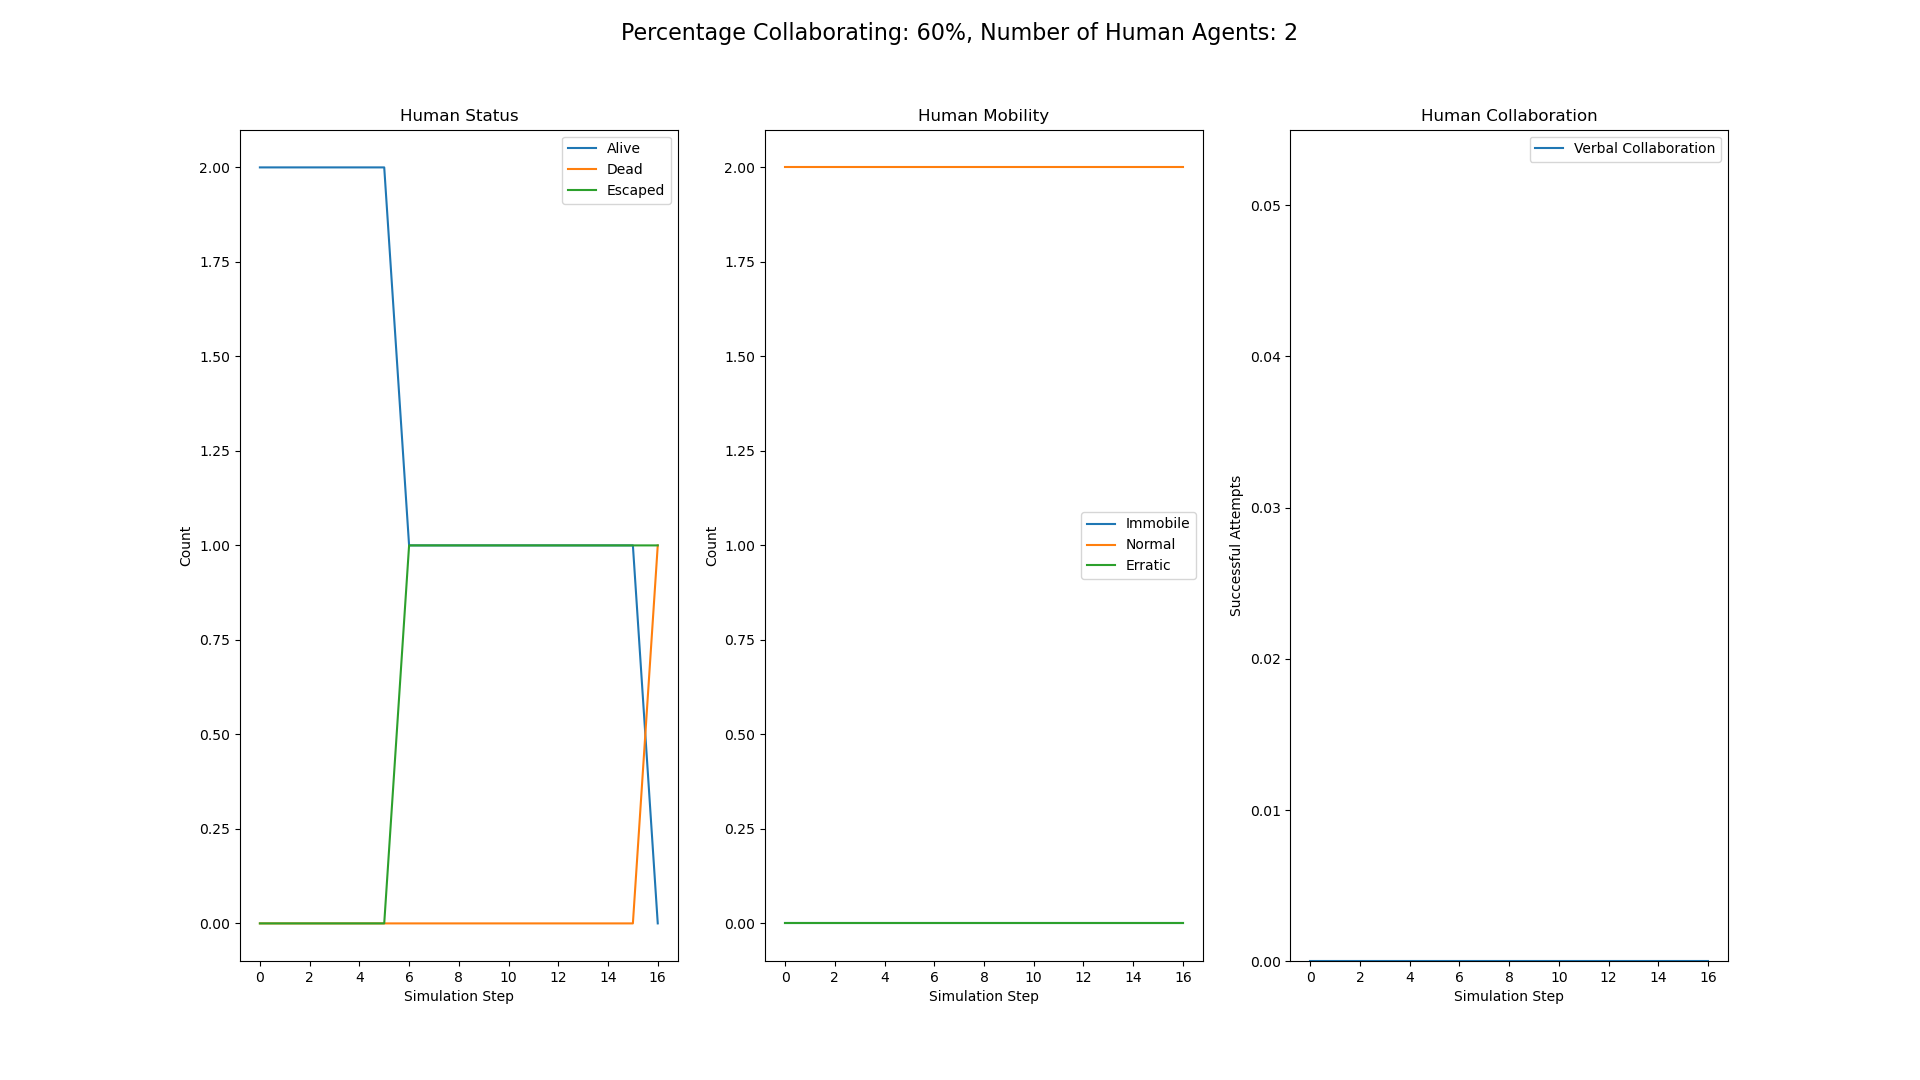 Percentage Collaborating: 60%, Number of Human Agents: 2
Human Status
Alive
Dead
Escaped
2.00
1.75
1.50
1.25
1.00
0.75
0.50
0.25
0.00
Count
0 2 4 6 8 10 12 14 16
Simulation Step
Human Mobility
Immobile
Normal
Erratic
2.00
1.75
1.50
1.25
1.00
0.75
0.50
0.25
0.00
Count
0 2 4 6 8 10 12 14 16
Simulation Step
Human Collaboration
Verbal Collaboration
0.05
0.04
0.03
0.02
0.01
0.00
Successful Attempts
0 2 4 6 8 10 12 14 16
Simulation Step